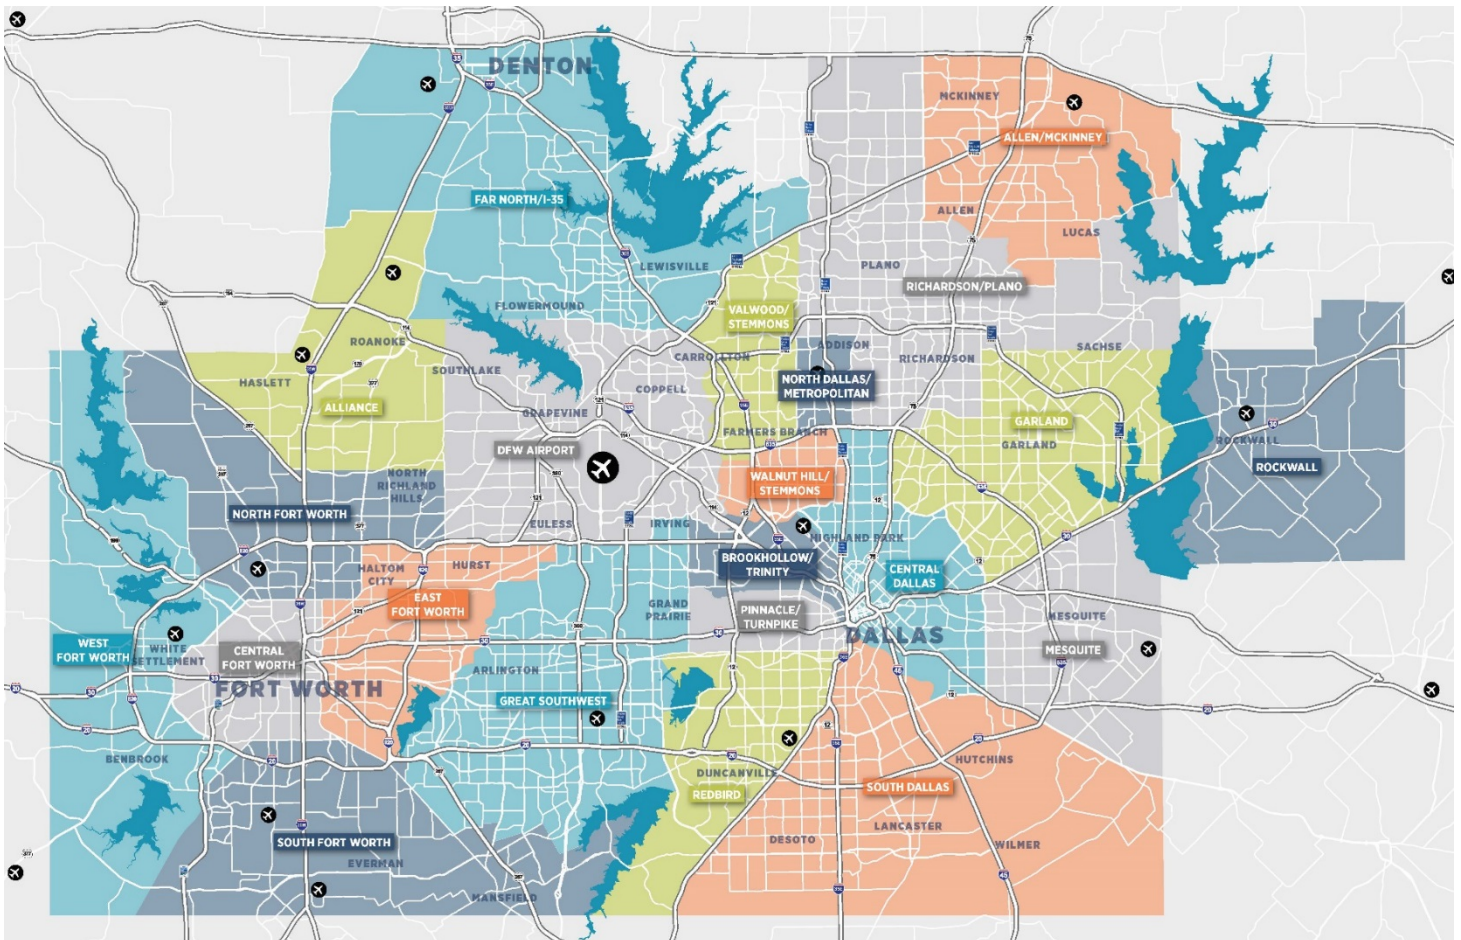 DENTON
MCKINNEY
ALLEN/MCKINNEY
FAR NORTH/I-35
ALLEN
LUCAS
LEWISVILLE
PLANO
RICHARDSON/PLANO
FLOWERMOUND
VALWOOD/
STEMMONS
ROANOKE
ADDISON
SACHSE
CARROLLTON
RICHARDSON
SOUTHLAKE
HASLETT
COPPELL
NORTH DALLAS/
METROPOLITAN
ALLIANCE
GRAPEVINE
FARMERS BRANCH
GARLAND
GARLAND
ROCKWALL
ROCKWALL
DFW AIRPORT
NORTH
RICHLAND
HILLS
WALNUT HILL/
STEMMONS
NORTH FORT WORTH
EULESS
IRVING
HIGHLAND PARK
BROOKHOLLOW/
TRINITY
CENTRAL
DALLAS
HALTOM
CITY
HURST
EAST
FORT WORTH
GRAND
PRAIRIE
PINNACLE/
TURNPIKE
MESQUITE
DALLAS
WEST
FORT WORTH
WHITE
SETTLEMENT
CENTRAL
FORT WORTH
MESQUITE
ARLINGTON
FORT WORTH
GREAT SOUTHWEST
BENBROOK
DUNCANVILLE
HUTCHINS
REDBIRD
SOUTH DALLAS
LANCASTER
DESOTO
WILMER
SOUTH FORT WORTH
EVERMAN
MANSFIELD